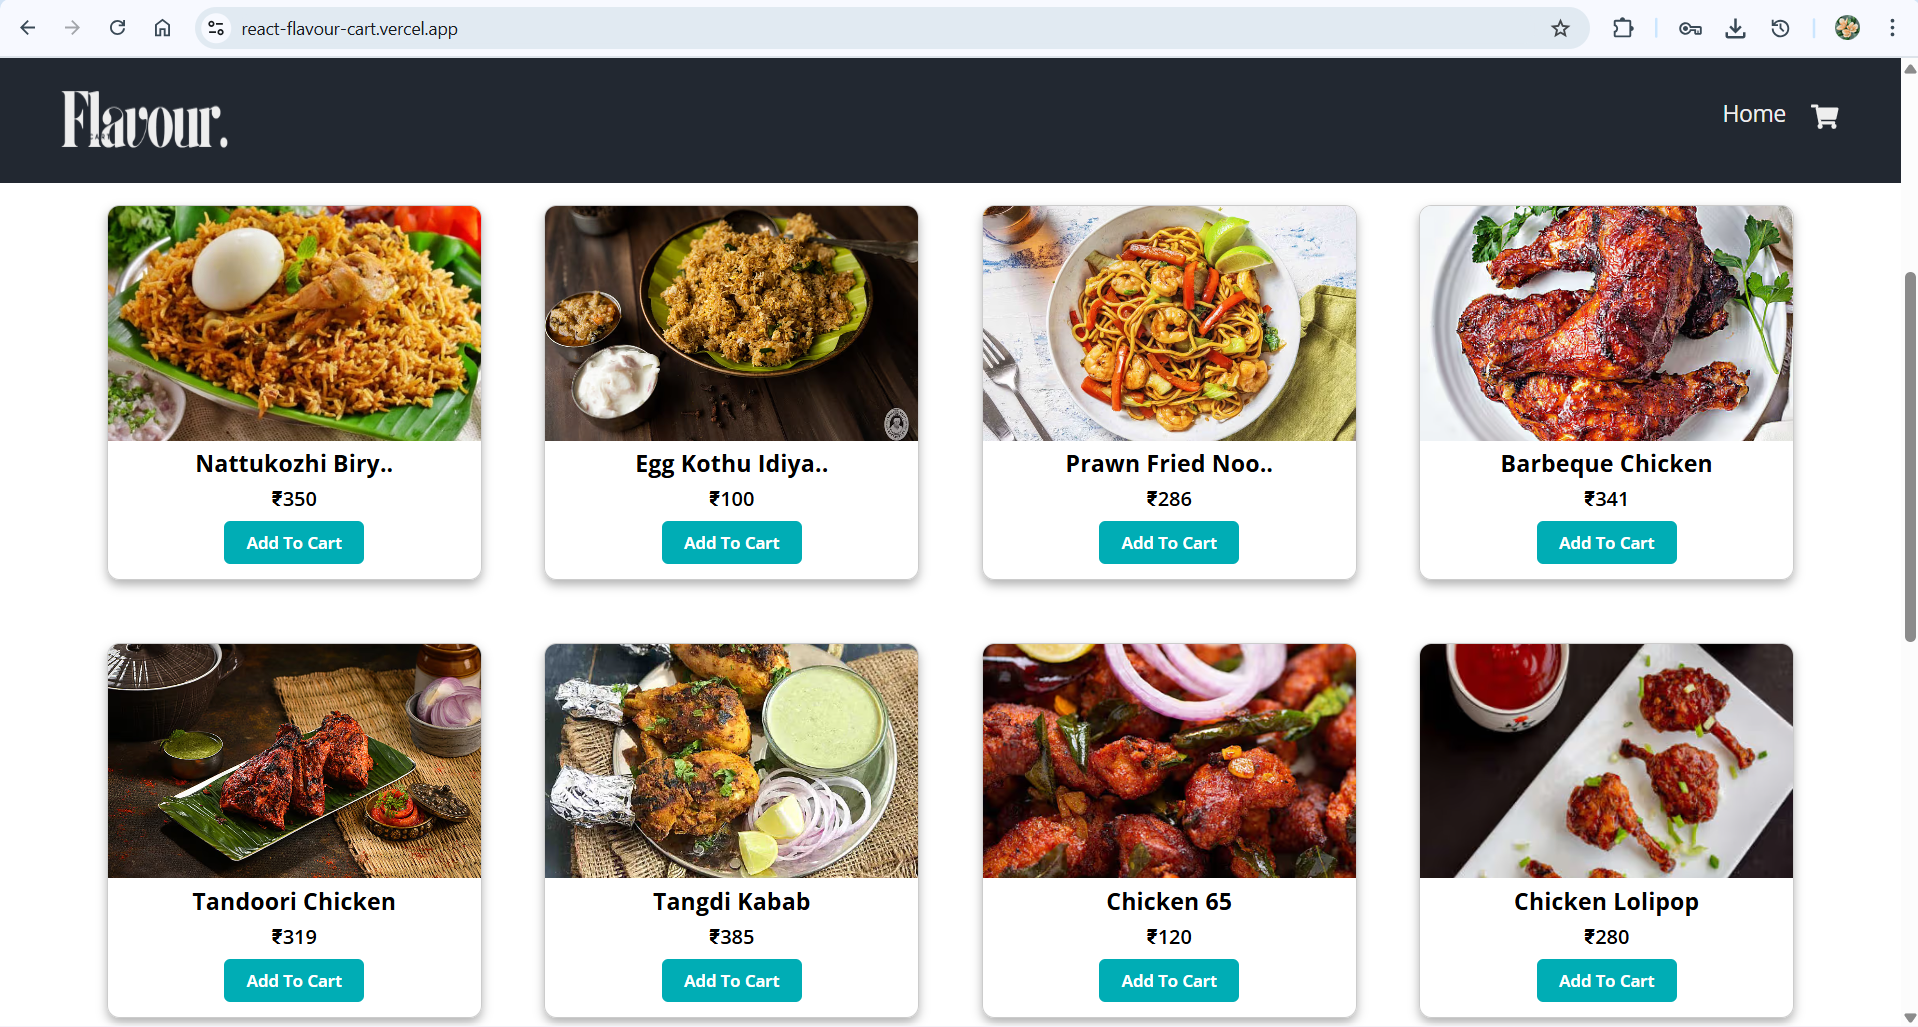 react-flavour-cart.vercel.app
Flavour.
CART
Home
Nattukozhi Biry..
₹350
Add To Cart
Egg Kothu Idiya..
₹100
Add To Cart
Prawn Fried Noo..
₹286
Add To Cart
Barbeque Chicken
₹341
Add To Cart
Tandoori Chicken
₹319
Add To Cart
Tangdi Kabab
₹385
Add To Cart
Chicken 65
₹120
Add To Cart
Chicken Lolipop
₹280
Add To Cart